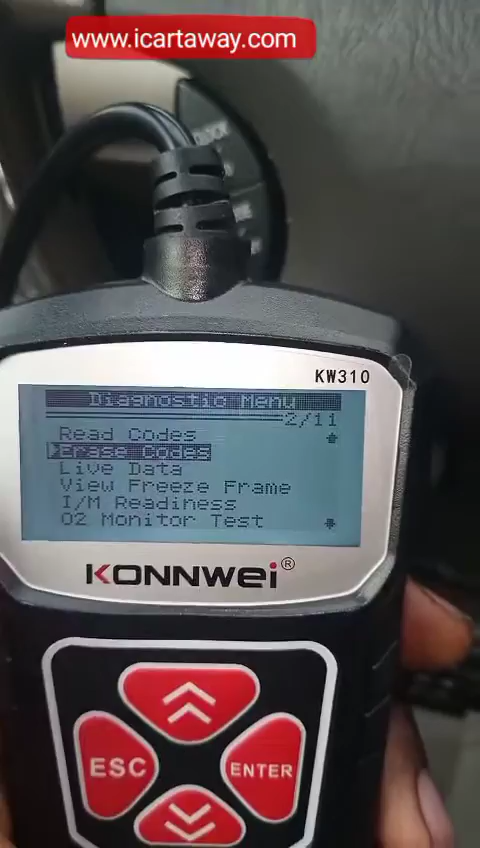 www.icartaway.com
KW310
Diagnostic Menu
2/11
Read Codes
Erase Codes
Live Data
View Freeze Frame
I/M Readiness
O2 Monitor Test
KONNWEi®
ESC
ENTER